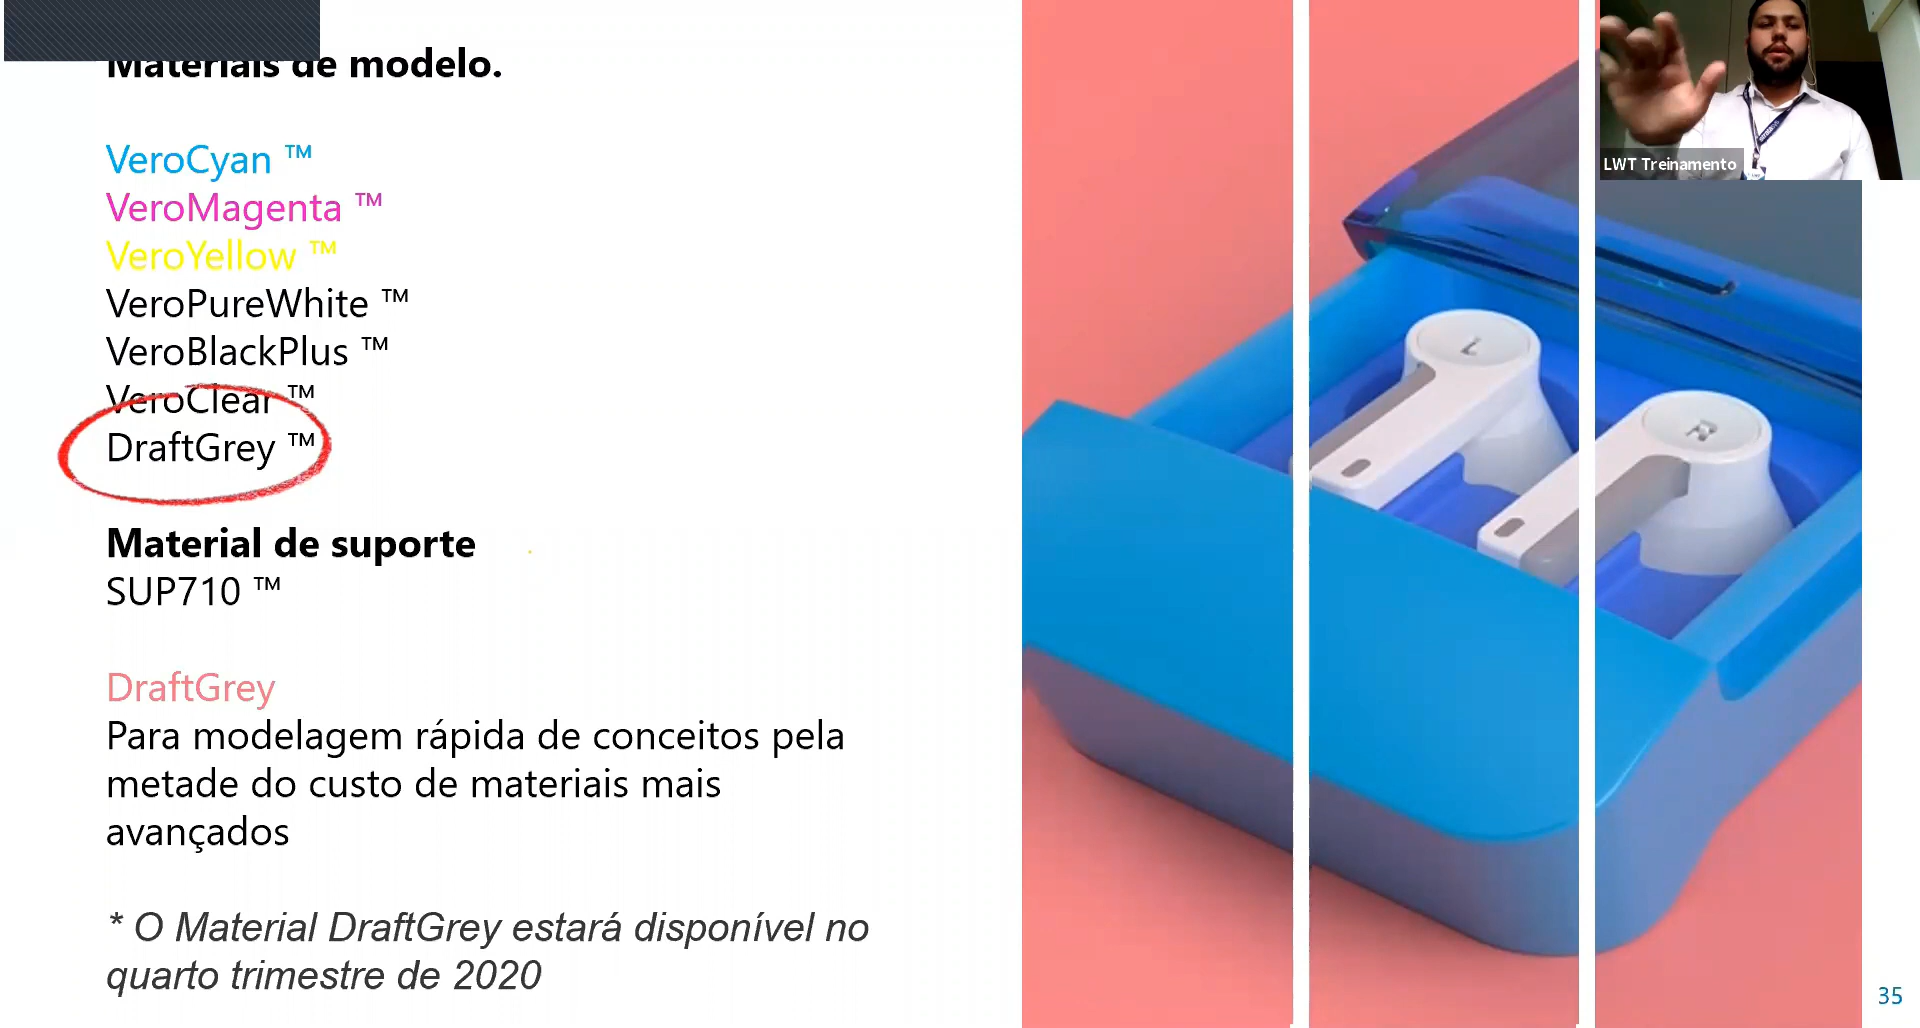 Materiais de modelo.
VeroCyan ™
VeroMagenta ™
VeroYellow ™
VeroPureWhite ™
VeroBlackPlus ™
VeroClear ™
DraftGrey ™
Material de suporte
SUP710 ™
DraftGrey
Para modelagem rápida de conceitos pela
metade do custo de materiais mais
avançados
* O Material DraftGrey estará disponível no
quarto trimestre de 2020
LWT Treinamento
L
R
35